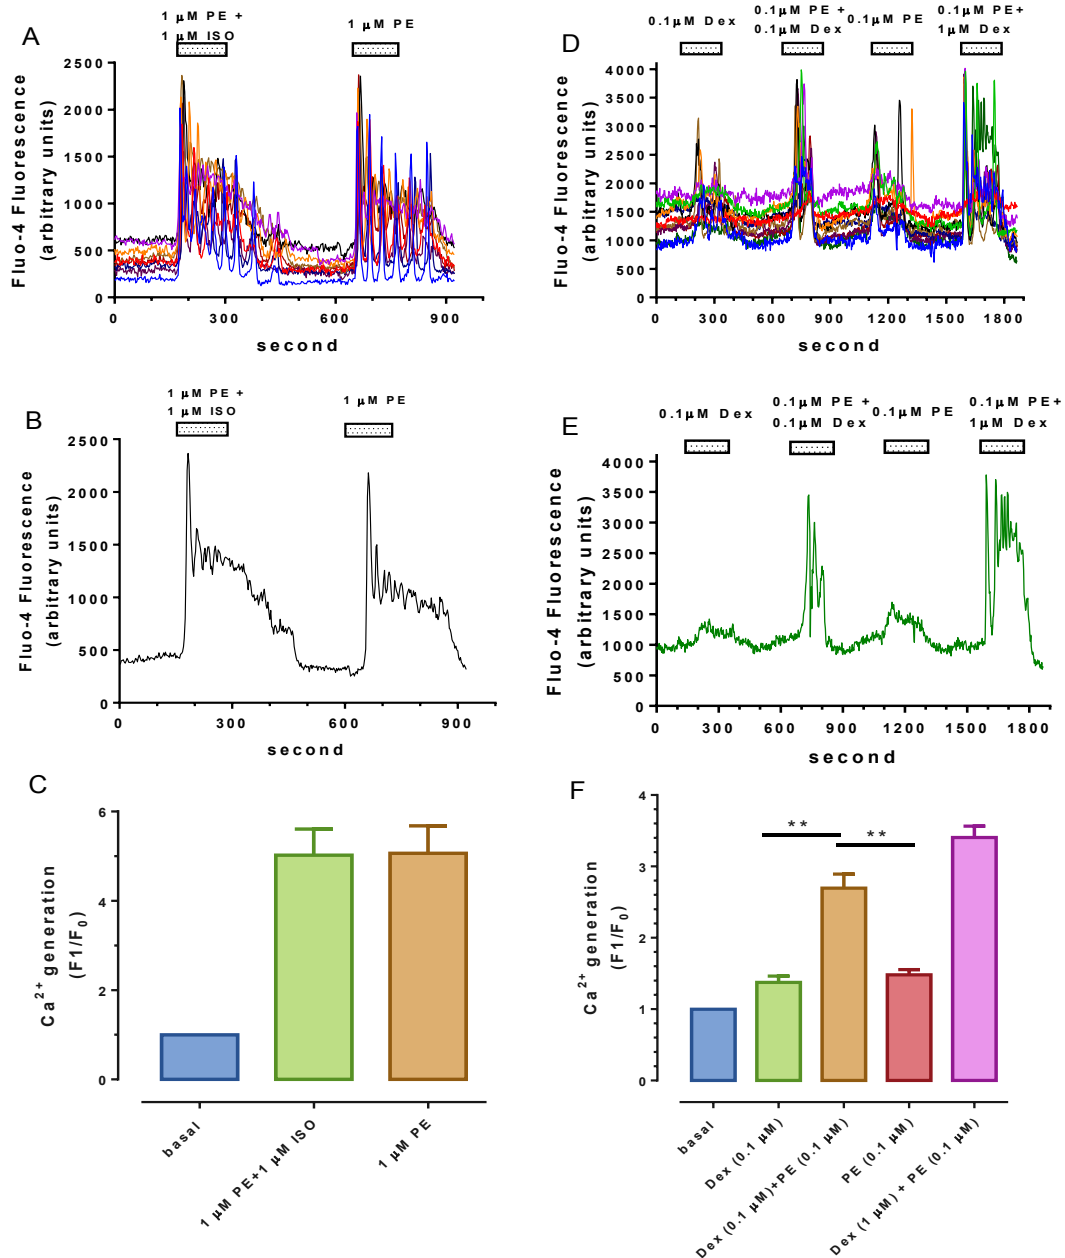 A
1 μM PE +
1 μM ISO
1 μM PE
Fluo-4 Fluorescence
(arbitrary units)
2500
2000
1500
1000
500
0
0
300
600
900
second
D
0.1μM Dex
0.1μM PE +
0.1μM Dex
0.1μM PE
0.1μM PE+
1μM Dex
Fluo-4 Fluorescence
(arbitrary units)
4000
3500
3000
2500
2000
1500
1000
500
0
0
300
600
900
1200
1500
1800
second
B
1 μM PE +
1 μM ISO
1 μM PE
Fluo-4 Fluorescence
(arbitrary units)
2500
2000
1500
1000
500
0
0
300
600
900
second
E
0.1μM Dex
0.1μM PE +
0.1μM Dex
0.1μM PE
0.1μM PE+
1μM Dex
Fluo-4 Fluorescence
(arbitrary units)
4000
3500
3000
2500
2000
1500
1000
500
0
0
300
600
900
1200
1500
1800
second
C
Ca2+ generation
(F1/F0)
6
4
2
0
basal
1 μM PE+1 μM ISO
1 μM PE
F
Ca2+ generation
(F1/F0)
4
3
2
1
0
**
**
basal
Dex (0.1 μM)
Dex (0.1 μM)+PE (0.1 μM)
PE (0.1 μM)
Dex (1 μM) + PE (0.1 μM)